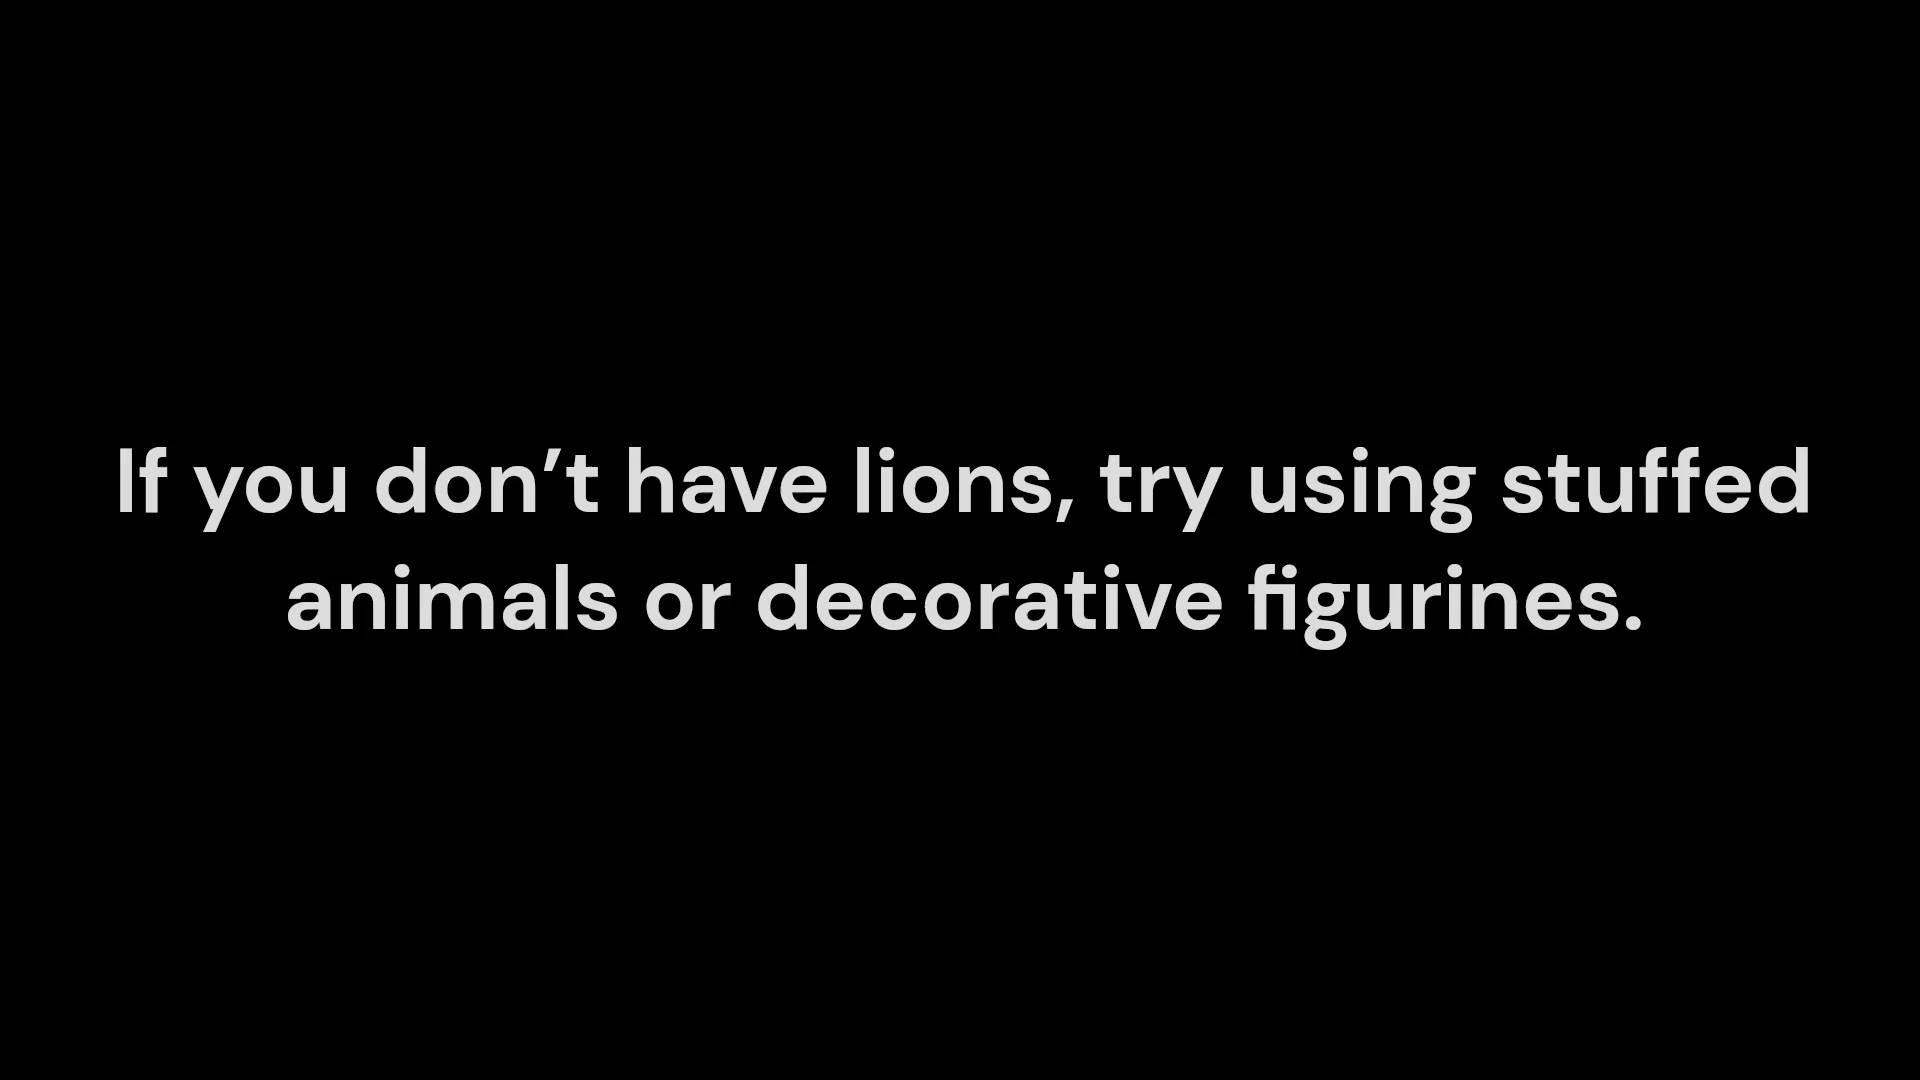 If you don’t have lions, try using stuffed
animals or decorative figurines.